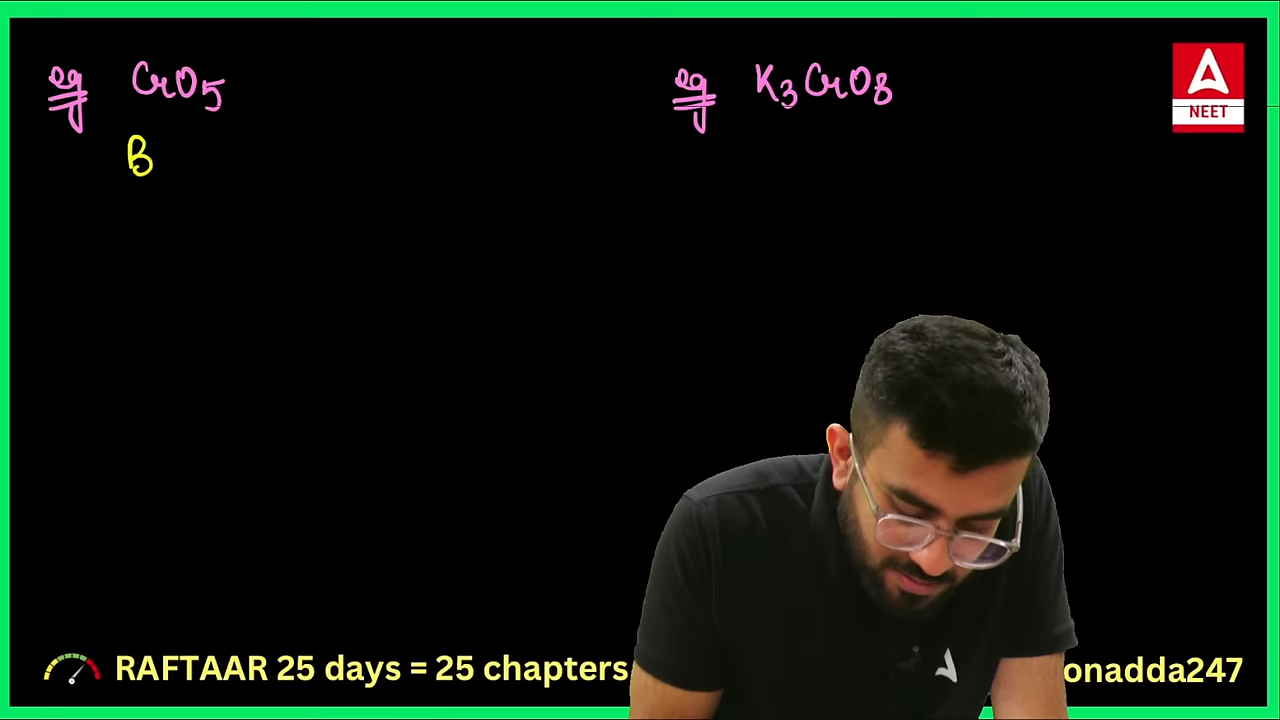 eg CrO5
eg K3CrO8
NEET
B
RAFTAAR 25 days = 25 chapters
onadda247